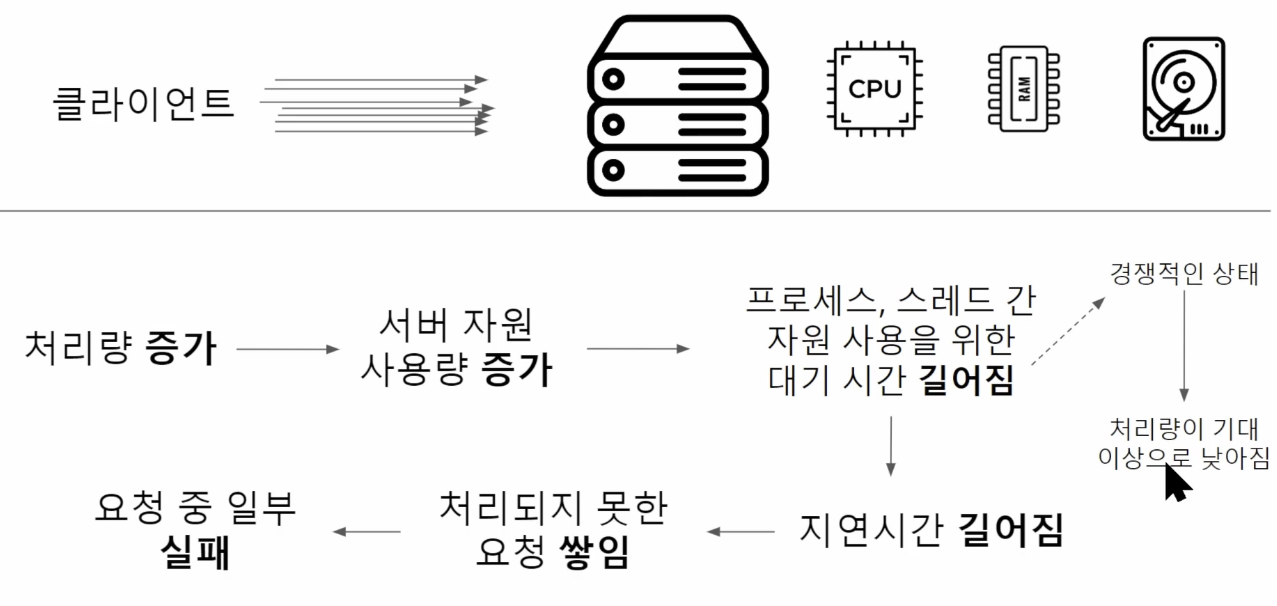 클라이언트
CPU
RAM
처리량 증가
서버 자원
사용량 증가
프로세스, 스레드 간
자원 사용을 위한
대기 시간 길어짐
경쟁적인 상태
처리량이 기대
이상으로 낮아짐
지연시간 길어짐
처리되지 못한
요청 쌓임
요청 중 일부
실패